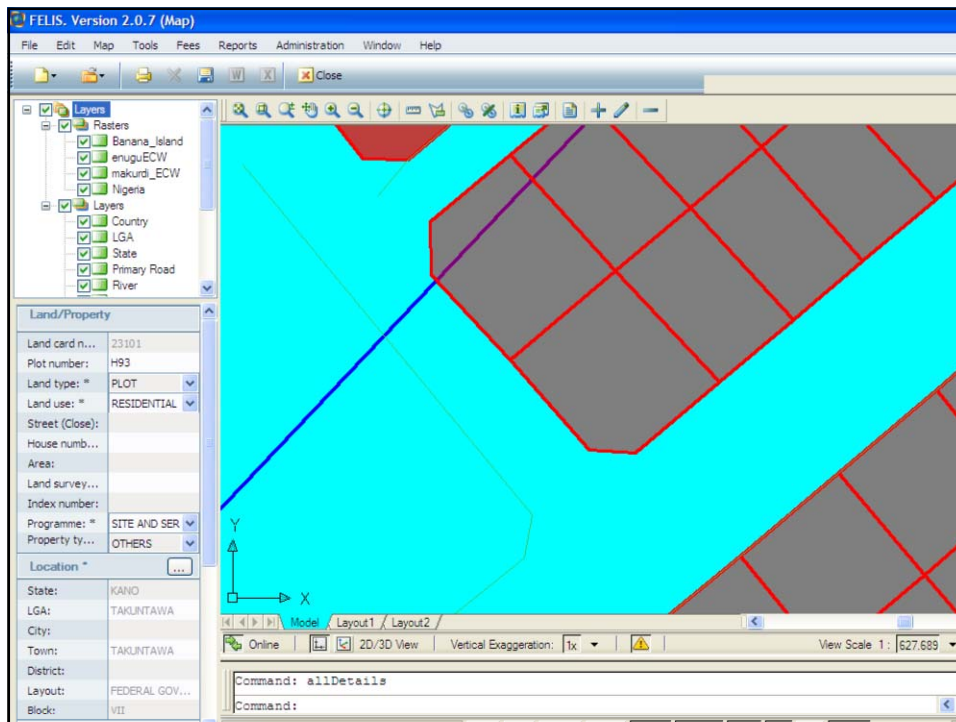 FELIS. Version 2.0.7 (Map)
File Edit Map Tools Fees Reports Administration Window Help
Close
Layers
Rasters
Banana_Island
enuguECW
makurdi_ECW
Nigeria
Layers
Country
LGA
State
Primary Road
River
Land/Property
Land card n... 23101
Plot number: H93
Land type: * PLOT
Land use: * RESIDENTIAL
Street (Close):
House numb...
Area:
Land survey...
Index number:
Programme: * SITE AND SER
Property ty... OTHERS
Location * ...
State: KANO
LGA: TAKUNTAWA
City:
Town: TAKUNTAWA
District:
Layout: FEDERAL GOV...
Block: VII
Y
X
Model Layout1 Layout2
Online 2D/3D View Vertical Exaggeration: 1x View Scale 1 : 627.689
Command: allDetails
Command: